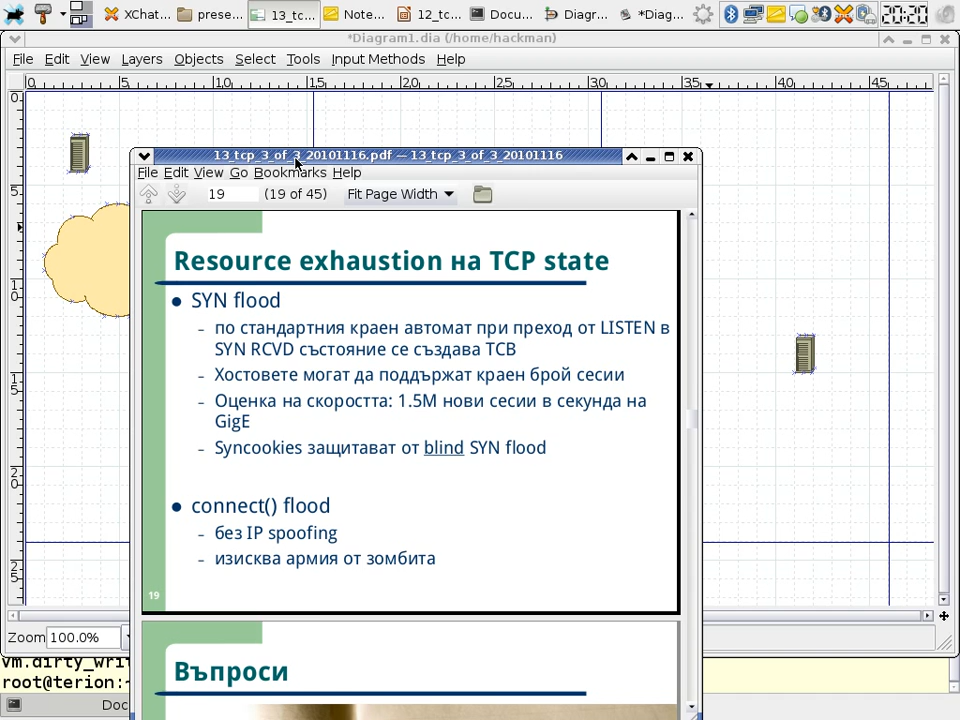 XChat...
prese...
13_tc...
Note...
12_tc...
Docu...
Diagr...
*Diag...
20:20
*Diagram1.dia (/home/hackman)
File Edit View Layers Objects Select Tools Input Methods Help
0 5 10 15 20 30 35 40 45
0
5
10
15
20
25
13_tcp_3_of_3_20101116.pdf — 13_tcp_3_of_3_20101116
File Edit View Go Bookmarks Help
19 (19 of 45) Fit Page Width
Resource exhaustion на TCP state
● SYN flood
– по стандартния краен автомат при преход от LISTEN в
SYN RCVD състояние се създава TCB
– Хостовете могат да поддържат краен брой сесии
– Оценка на скоростта: 1.5M нови сесии в секунда на
GigE
– Syncookies защитават от blind SYN flood
● connect() flood
– без IP spoofing
– изисква армия от зомбита
19
Въпроси
Zoom 100.0%
vm.dirty_writ
root@terion:~
Doc